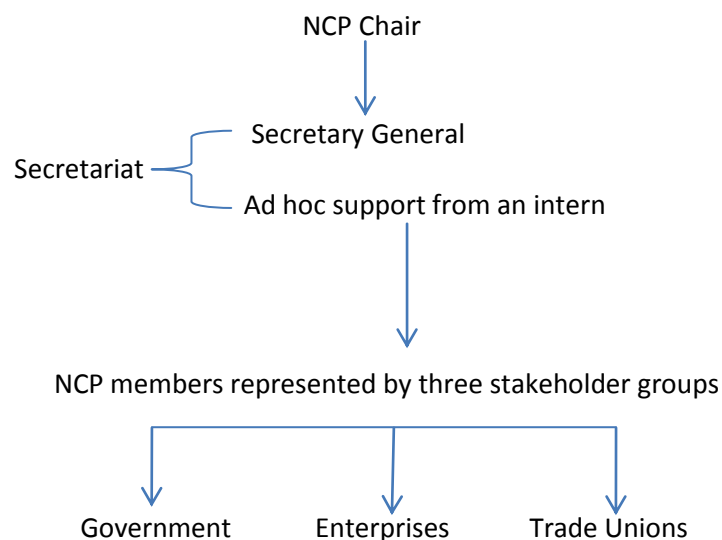 NCP Chair
Secretary General
Secretariat
Ad hoc support from an intern
NCP members represented by three stakeholder groups
Government Enterprises Trade Unions